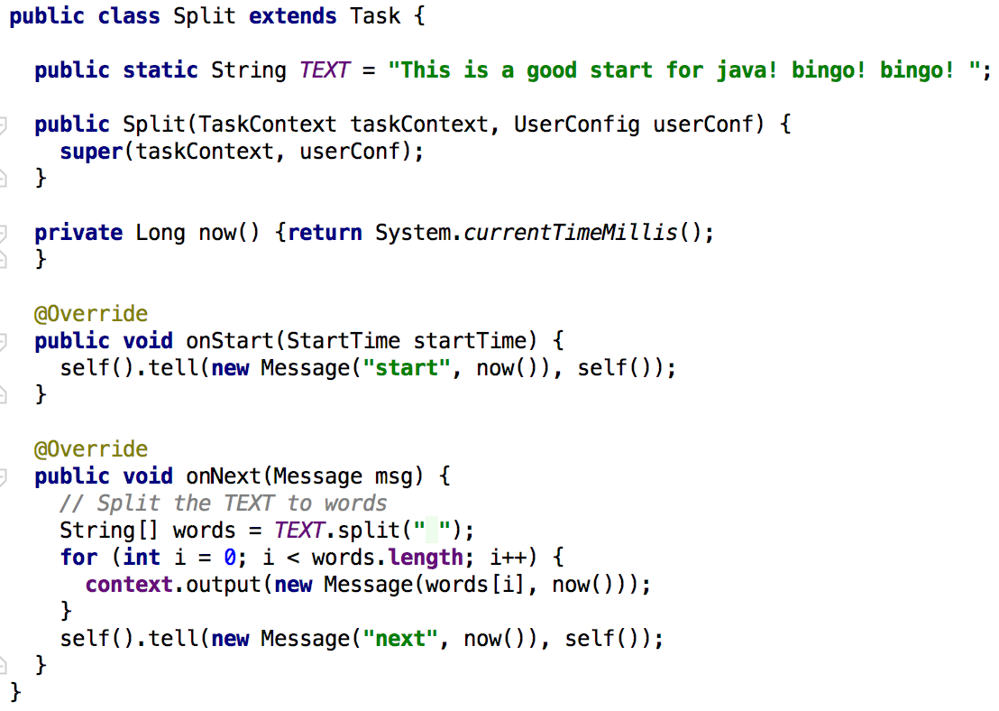 public class Split extends Task {
public static String TEXT = "This is a good start for java! bingo! bingo! ";
public Split(TaskContext taskContext, UserConfig userConf) {
super(taskContext, userConf);
}
private Long now() {return System.currentTimeMillis();
}
@Override
public void onStart(StartTime startTime) {
self().tell(new Message("start", now()), self());
}
@Override
public void onNext(Message msg) {
// Split the TEXT to words
String[] words = TEXT.split(" ");
for (int i = 0; i < words.length; i++) {
context.output(new Message(words[i], now()));
}
self().tell(new Message("next", now()), self());
}
}